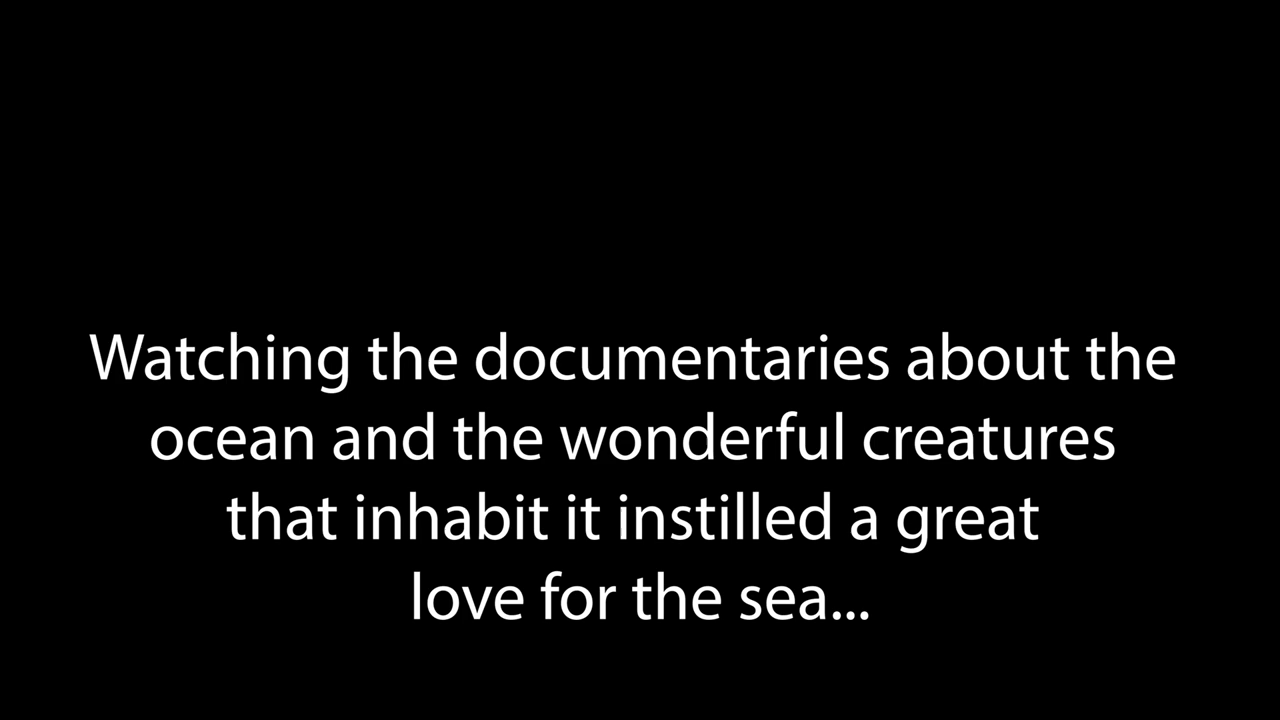 Watching the documentaries about the
ocean and the wonderful creatures
that inhabit it instilled a great
love for the sea...